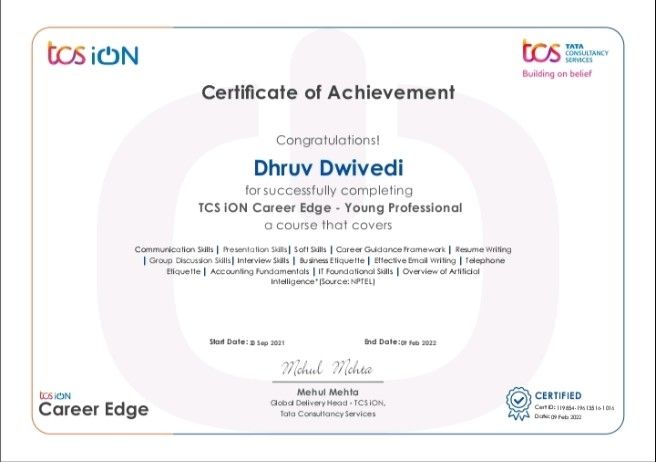 tcs iON
tcs TATA
CONSULTANCY
SERVICES
Building on belief
Certificate of Achievement
Congratulations!
Dhruv Dwivedi
for successfully completing
TCS iON Career Edge - Young Professional
a course that covers
Communication Skills | Presentation Skills | Soft Skills | Career Guidance Framework | Resume Writing
| Group Discussion Skills | Interview Skills | Business Etiquette | Effective Email Writing | Telephone
Etiquette | Accounting Fundamentals | IT Foundational Skills | Overview of Artificial
Intelligence* (Source: NPTEL)
Start Date: Sep 2021
End Date: 09 Feb 2022
Mehul Mehta
Mehul Mehta
Global Delivery Head - TCS iON,
Tata Consultancy Services
tcs iON
Career Edge
CERTIFIED
Cert ID:
Date: 09 Feb 2022